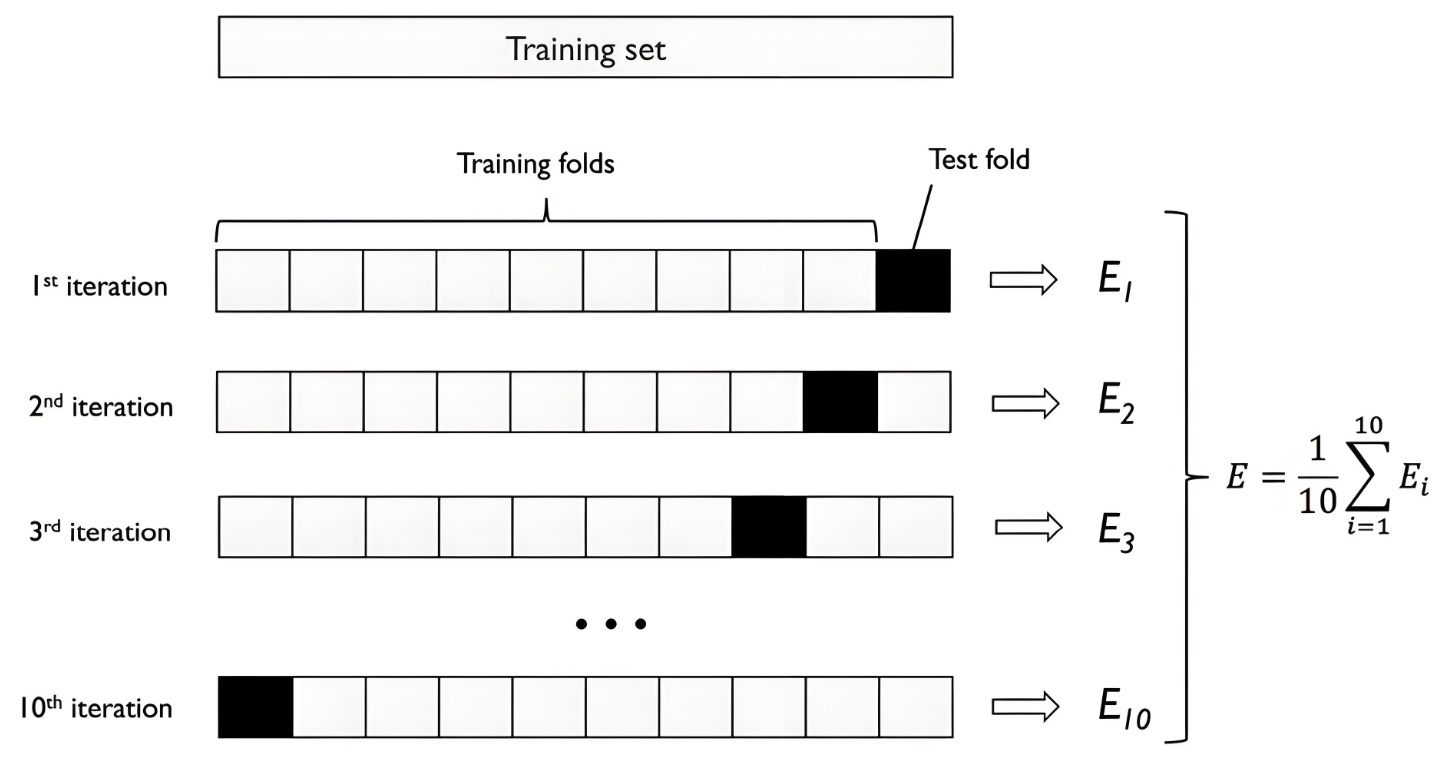 Training set
Training folds
Test fold
1st iteration
E1
2nd iteration
E2
3rd iteration
E3
E = 1/10 ∑_{i=1}^{10} E_i
• • •
10th iteration
E10